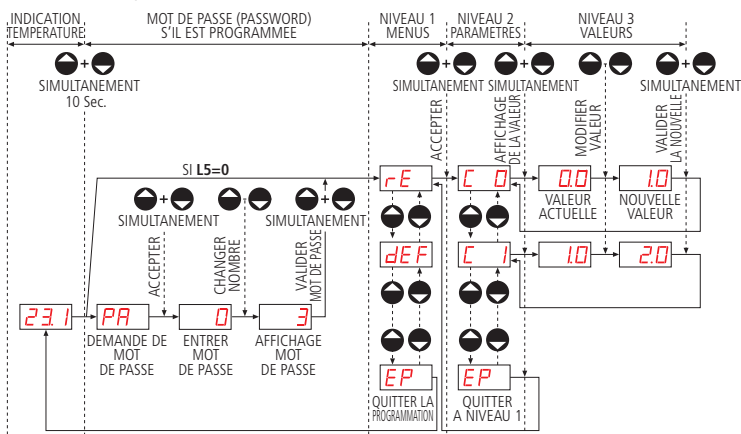 INDICATION
TEMPERATURE
MOT DE PASSE (PASSWORD)
S'IL EST PROGRAMMEE
NIVEAU 1
MENUS
NIVEAU 2
PARAMETRES
NIVEAU 3
VALEURS
+
SIMULTANEMENT
10 Sec.
+
SIMULTANEMENT
+
SIMULTANEMENT
+
SIMULTANEMENT
ACCEPTER
AFFICHAGE
DE LA VALEUR
MODIFIER
VALEUR
VALIDER
LA NOUVELLE
SI L5=0
rE
C 0
0.0
1.0
VALEUR
ACTUELLE
NOUVELLE
VALEUR
+
SIMULTANEMENT
+
SIMULTANEMENT
ACCEPTER
CHANGER
NOMBRE
VALIDER
MOT DE PASSE
dEF
C 1
1.0
2.0
23.1
PA
0
3
DEMANDE DE
MOT
DE PASSE
ENTRER
MOT
DE PASSE
AFFICHAGE
MOT
DE PASSE
EP
EP
QUITTER LA
PROGRAMMATION
QUITTER
A NIVEAU 1